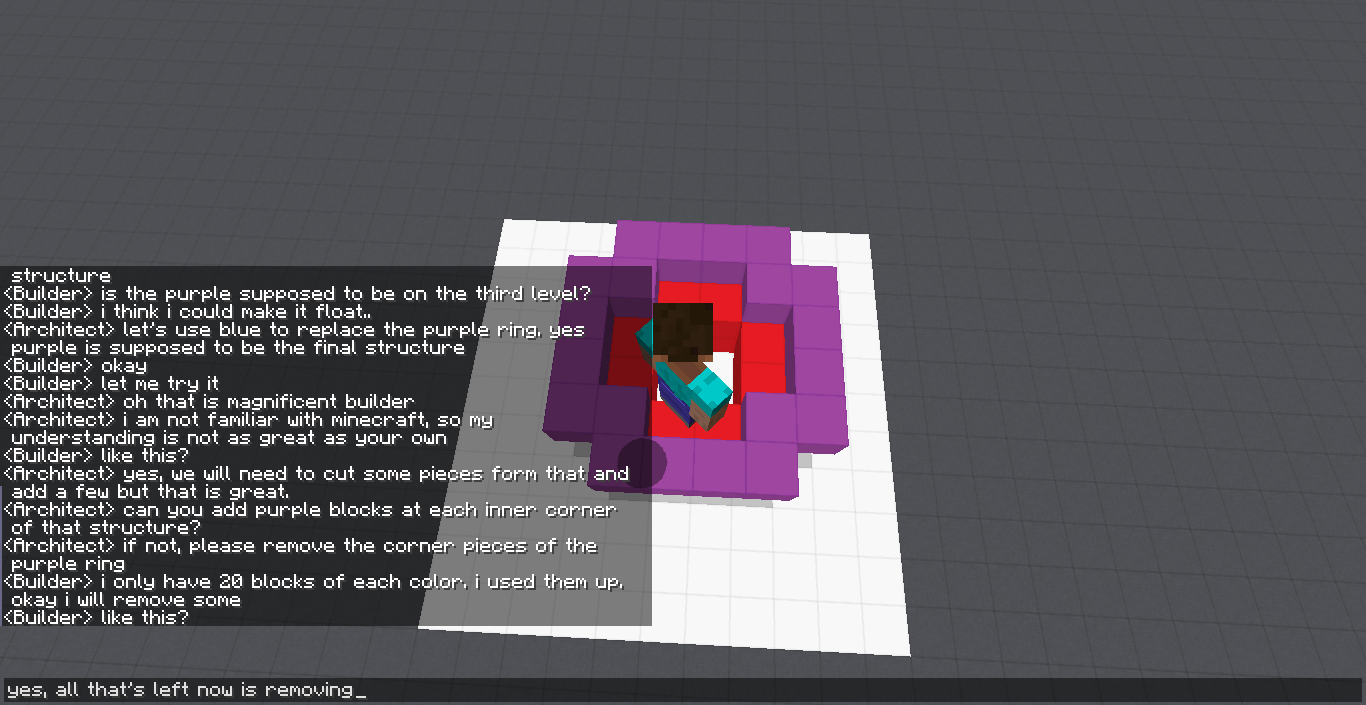 structure
<Builder> is the purple supposed to be on the third level?
<Builder> i think i could make it float..
<Architect> let's use blue to replace the purple ring. yes
purple is supposed to be the final structure
<Builder> okay
<Builder> let me try it
<Architect> oh that is magnificent builder
<Architect> i am not familiar with minecraft, so my
understanding is not as great as your own
<Builder> like this?
<Architect> yes, we will need to cut some pieces form that and
add a few but that is great.
<Architect> can you add purple blocks at each inner corner
of that structure?
<Architect> if not, please remove the corner pieces of the
purple ring
<Builder> i only have 20 blocks of each color. i used them up.
okay i will remove some
<Builder> like this?
yes, all that's left now is removing_